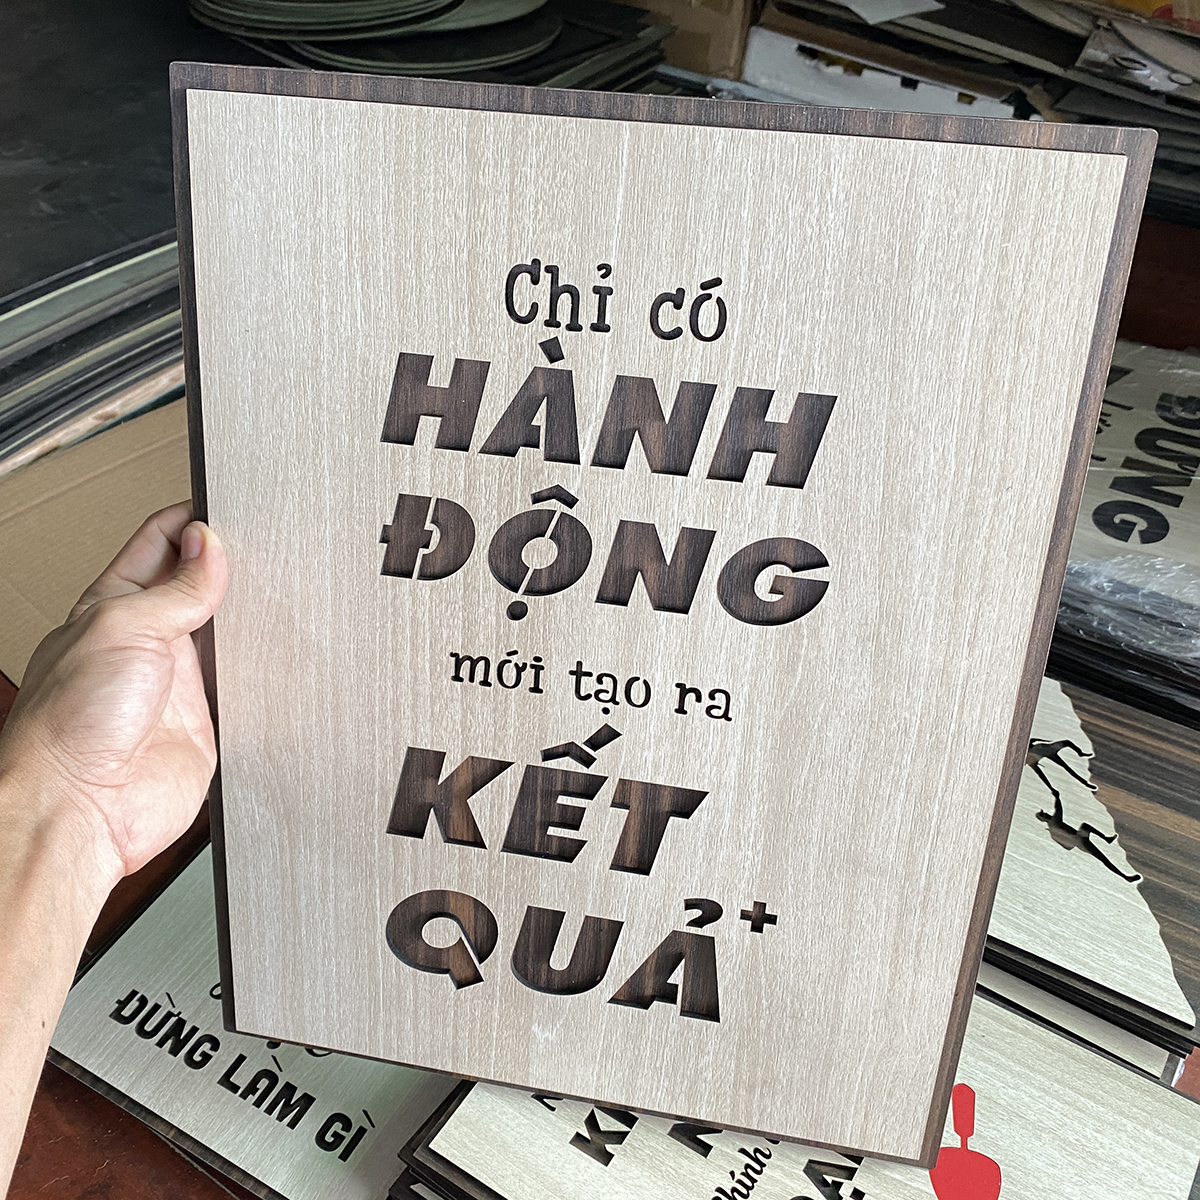 Chỉ có
HÀNH
ĐỘNG
mới tạo ra
KẾT
QUẢ+
ĐỪNG LÀM GÌ